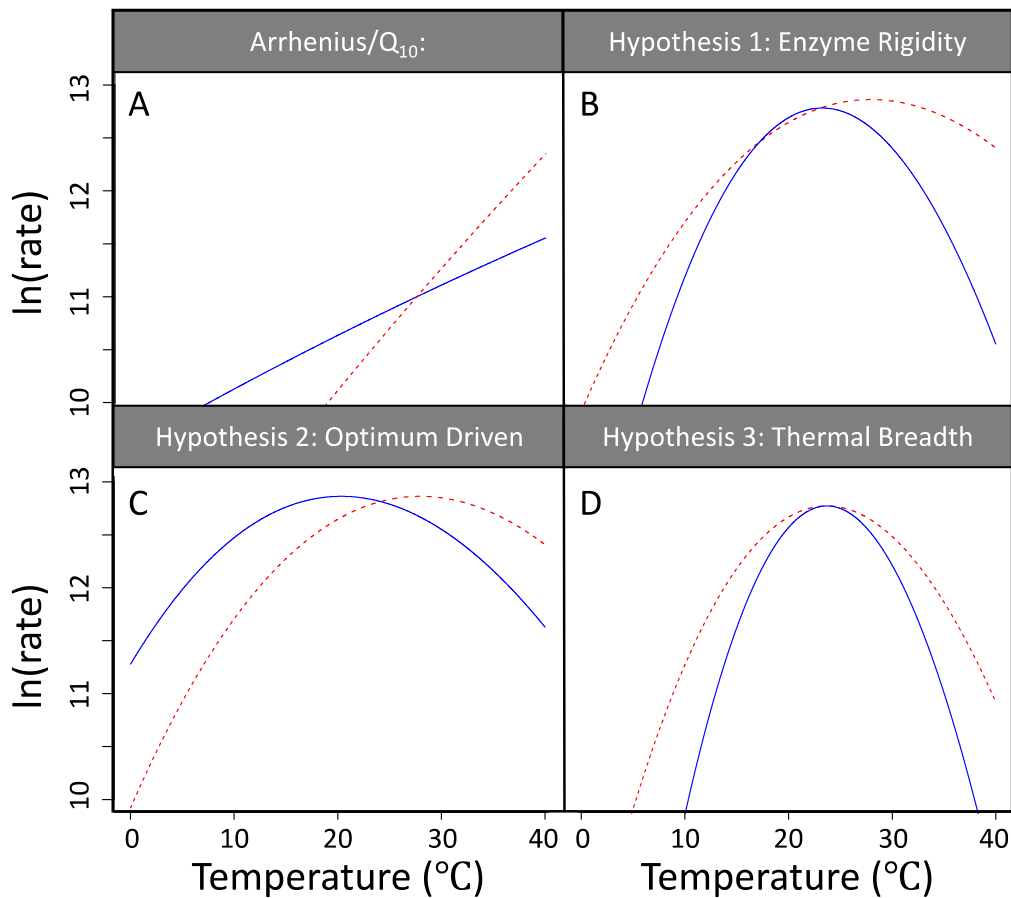 Arrhenius/Q10:
Hypothesis 1: Enzyme Rigidity
A
B
13
12
11
10
ln(rate)
Hypothesis 2: Optimum Driven
Hypothesis 3: Thermal Breadth
C
D
13
12
11
10
ln(rate)
0 10 20 30 40
0 10 20 30 40
Temperature (°C)
Temperature (°C)